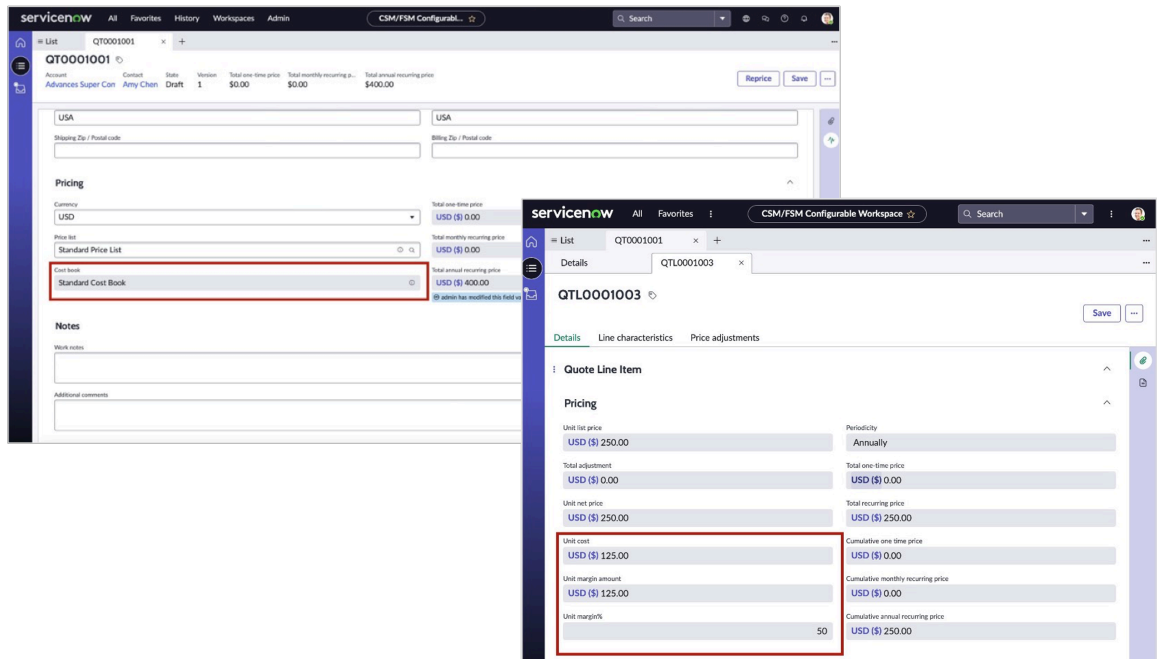 servicenow All Favorites History Workspaces Admin CSM/FSM Configurabl... Search
List QT0001001 × +
QT0001001
Account Contact State Version Total one-time price Total monthly recurring p... Total annual recurring price
Advances Super Con Amy Chen Draft 1 $0.00 $0.00 $400.00
Reprice Save
USA USA
Shipping Zip / Postal code Billing Zip / Postal code
Pricing
Currency Total one-time price
USD USD ($) 0.00
Price list Total monthly recurring price
Standard Price List USD ($) 0.00
Cost book Total annual recurring price
Standard Cost Book USD ($) 400.00
admin has modified this field va
Notes
Work notes
Additional comments
servicenow All Favorites CSM/FSM Configurable Workspace Search
List QT0001001 × +
Details QTL0001003 ×
QTL0001003
Save
Details Line characteristics Price adjustments
Quote Line Item
Pricing
Unit list price Periodicity
USD ($) 250.00 Annually
Total adjustment Total one-time price
USD ($) 0.00 USD ($) 0.00
Unit net price Total recurring price
USD ($) 250.00 USD ($) 250.00
Unit cost Cumulative one time price
USD ($) 125.00 USD ($) 0.00
Unit margin amount Cumulative monthly recurring price
USD ($) 125.00 USD ($) 0.00
Unit margin% Cumulative annual recurring price
50 USD ($) 250.00